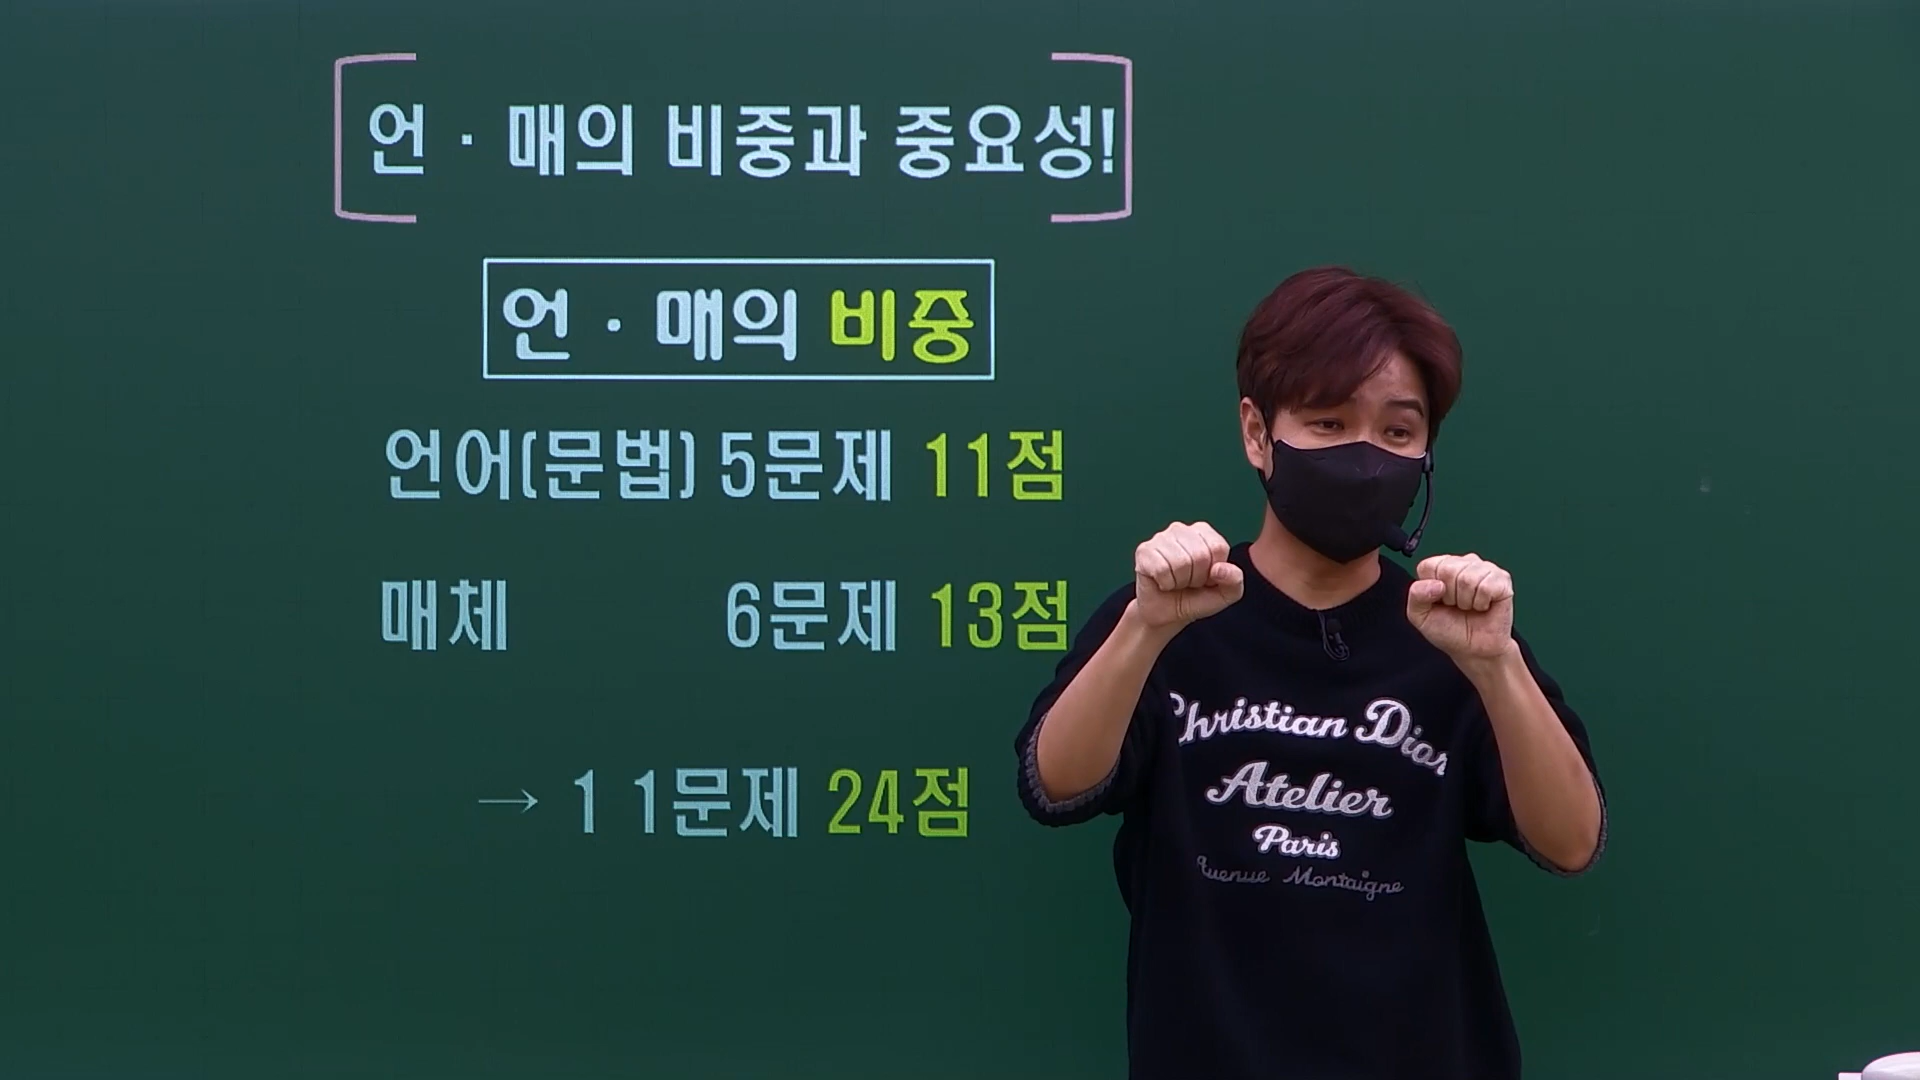 언·매의 비중과 중요성!
언·매의 비중
언어(문법) 5문제 11점
매체 6문제 13점
→ 11문제 24점
Christian Dior
Atelier
Paris
Avenue Montaigne